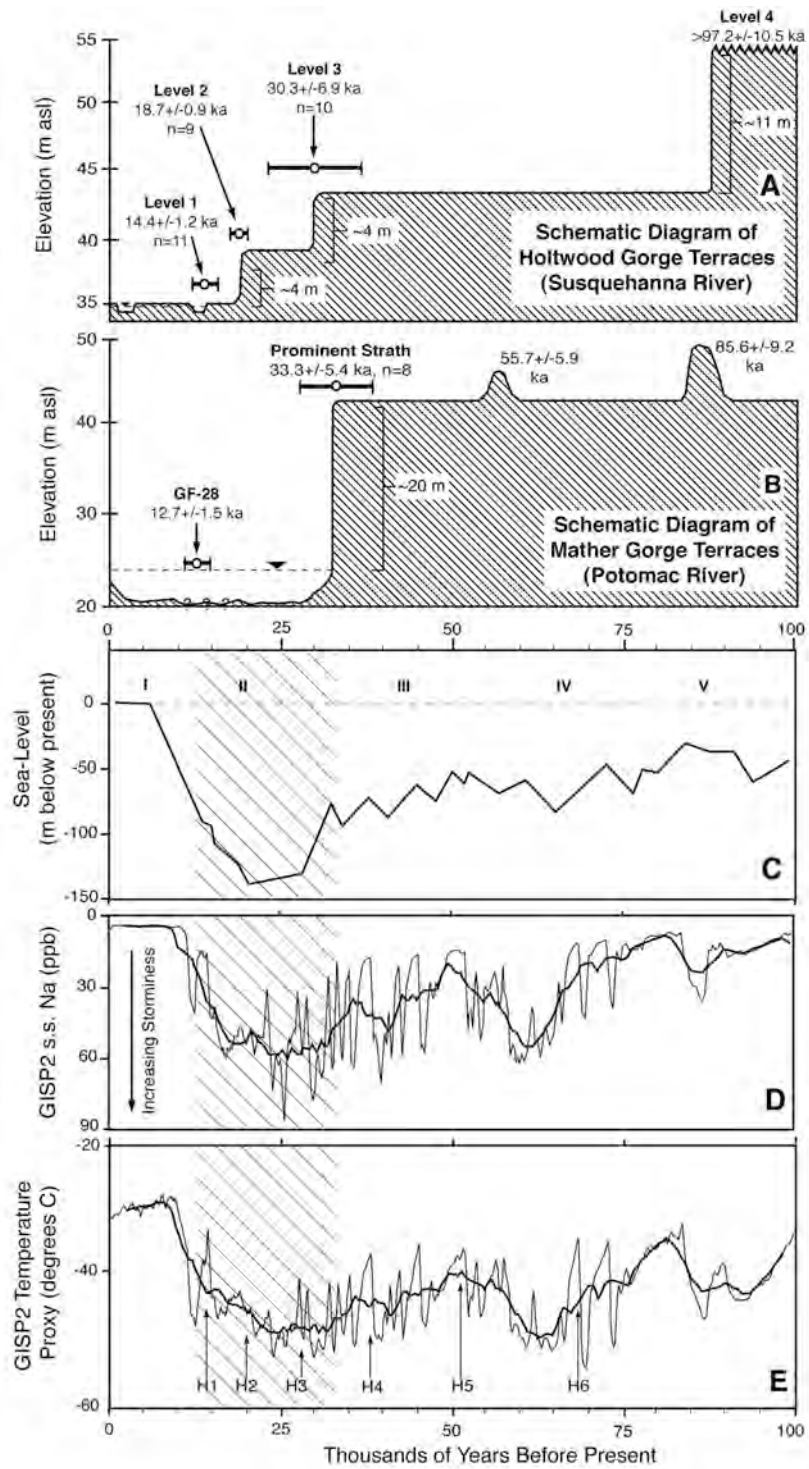 Level 4
>97.2+/-10.5 ka
Level 3
30.3+/-6.9 ka
n=10
Level 2
18.7+/-0.9 ka
n=9
Level 1
14.4+/-1.2 ka
n=11
55
50
45
40
35
Elevation (m asl)
~11 m
~4 m
~4 m
A
Schematic Diagram of
Holtwood Gorge Terraces
(Susquehanna River)
50
40
30
20
Elevation (m asl)
Prominent Strath
33.3+/-5.4 ka, n=8
55.7+/-5.9
ka
85.6+/-9.2
ka
~20 m
GF-28
12.7+/-1.5 ka
B
Schematic Diagram of
Mather Gorge Terraces
(Potomac River)
0 25 50 75 100
I II III IV V
0
-50
-100
-150
Sea-Level
(m below present)
C
0
30
60
90
GISP2 s.s. Na (ppb)
Increasing Storminess
D
-20
-40
-60
GISP2 Temperature
Proxy (degrees C)
H1 H2 H3 H4 H5 H6
E
0 25 50 75 100
Thousands of Years Before Present